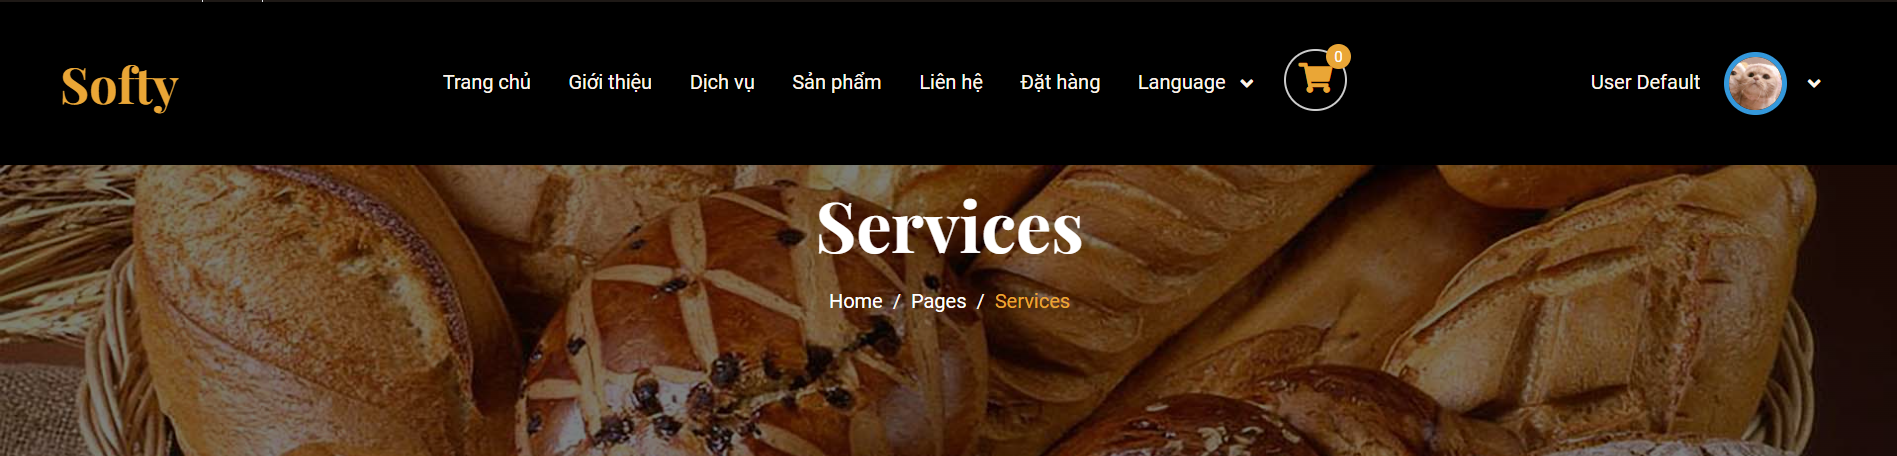 Softy
Trang chủ Giới thiệu Dịch vụ Sản phẩm Liên hệ Đặt hàng Language 0 User Default
Services
Home / Pages / Services